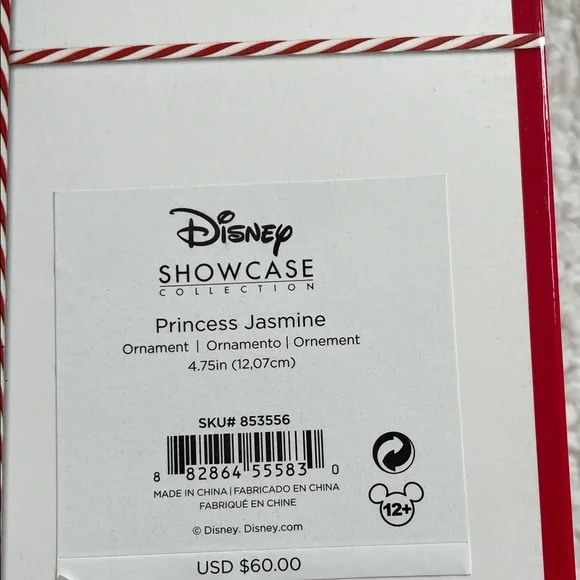 Disney
SHOWCASE
COLLECTION
Princess Jasmine
Ornament | Ornamento | Ornement
4.75in (12,07cm)
SKU# 853556
8 82864 55583 0
MADE IN CHINA | FABRICADO EN CHINA
FABRIQUÉ EN CHINE
12+
© Disney. Disney.com
USD $60.00